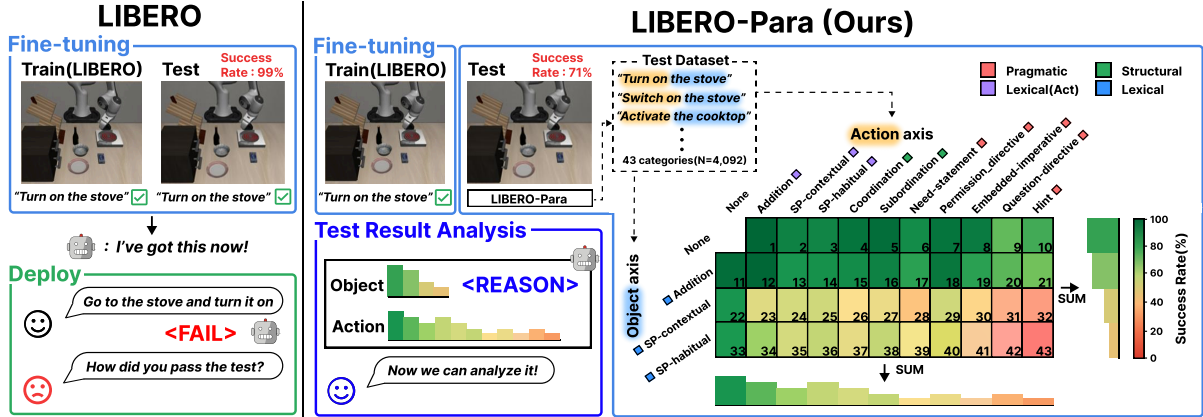 LIBERO
Fine-tuning
Train(LIBERO)
Test
Success
Rate : 99%
"Turn on the stove"
"Turn on the stove"
: I've got this now!
Deploy
Go to the stove and turn it on
<FAIL>
How did you pass the test?
LIBERO-Para (Ours)
Fine-tuning
Train(LIBERO)
"Turn on the stove"
Test
Success
Rate : 71%
LIBERO-Para
Test Dataset
"Turn on the stove"
"Switch on the stove"
"Activate the cooktop"
43 categories(N=4,092)
Test Result Analysis
Object
Action
<REASON>
Now we can analyze it!
Pragmatic
Structural
Lexical(Act)
Lexical
Action axis
Object axis
None
Addition
SP-contextual
SP-habitual
Coordination
Subordination
Need-statement
Permission_directive
Embedded-imperative
Question-directive
Hint
None
1 2 3 4 5 6 7 8 9 10
Addition
11 12 13 14 15 16 17 18 19 20 21
SP-contextual
22 23 24 25 26 27 28 29 30 31 32
SP-habitual
33 34 35 36 37 38 39 40 41 42 43
SUM
SUM
100
80
60
40
20
0
Success Rate(%)